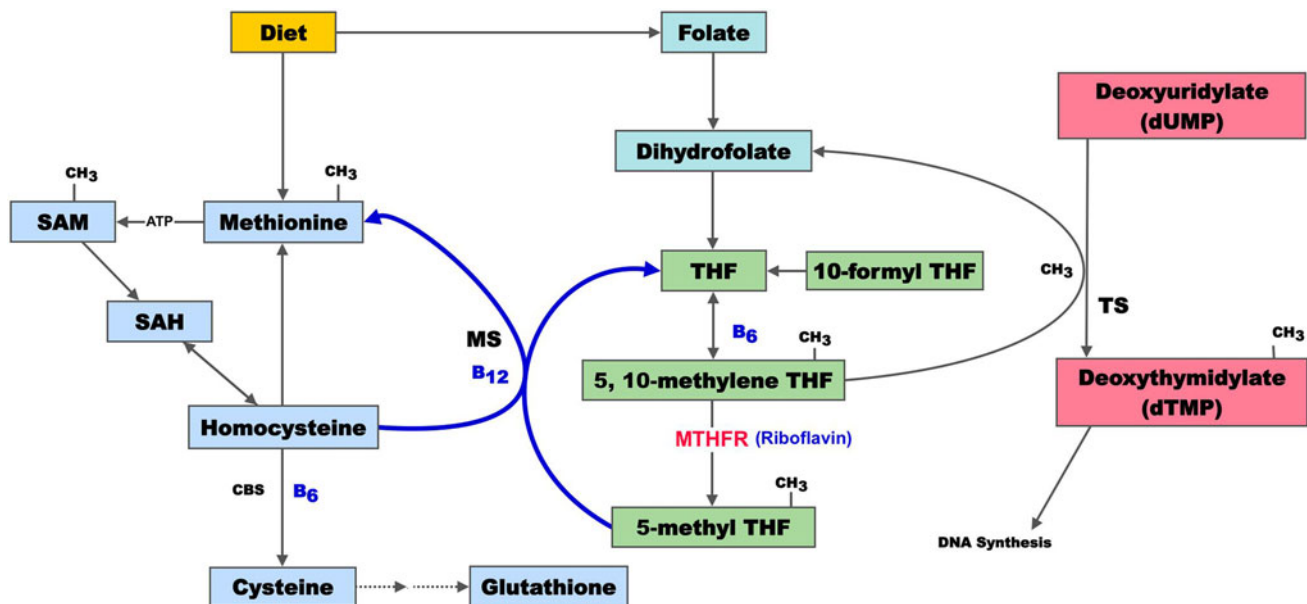 Diet
Folate
Deoxyuridylate
(dUMP)
Dihydrofolate
CH3
CH3
SAM
ATP
Methionine
THF
10-formyl THF
CH3
SAH
MS
B12
B6
CH3
TS
CH3
5, 10-methylene THF
Deoxythymidylate
(dTMP)
Homocysteine
MTHFR (Riboflavin)
CBS
B6
CH3
5-methyl THF
DNA Synthesis
Cysteine
Glutathione